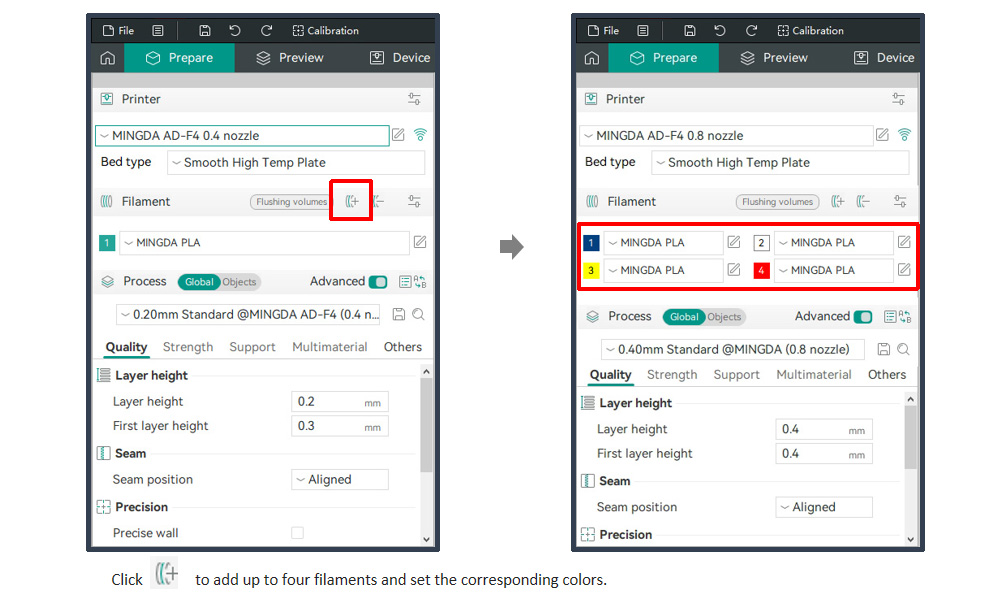 File Calibration
Prepare Preview Device
Printer
MINGDA AD-F4 0.4 nozzle
Bed type Smooth High Temp Plate
Filament Flushing volumes
1 MINGDA PLA
Process Global Objects Advanced
0.20mm Standard @MINGDA AD-F4 (0.4 n...
Quality Strength Support Multimaterial Others
Layer height
Layer height 0.2 mm
First layer height 0.3 mm
Seam
Seam position Aligned
Precision
Precise wall
File Calibration
Prepare Preview Device
Printer
MINGDA AD-F4 0.8 nozzle
Bed type Smooth High Temp Plate
Filament Flushing volumes
1 MINGDA PLA 2 MINGDA PLA
3 MINGDA PLA 4 MINGDA PLA
Process Global Objects Advanced
0.40mm Standard @MINGDA (0.8 nozzle)
Quality Strength Support Multimaterial Others
Layer height
Layer height 0.4 mm
First layer height 0.4 mm
Seam
Seam position Aligned
Precision
Click to add up to four filaments and set the corresponding colors.